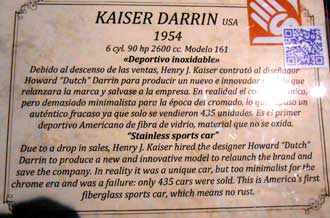 KAISER DARRIN USA
1954
6 cyl. 90 hp 2600 cc. Modelo 161
«Deportivo inoxidable»
Debido al descenso de las ventas, Henry J. Kaiser contrató al diseñador
Howard "Dutch" Darrin para producir un nuevo e innovador modelo que
relanzara la marca y salvase a la empresa. En realidad el coche era único,
pero demasiado minimalista para la época del cromado, lo que supuso un
auténtico fracaso ya que solo se vendieron 435 unidades. Es el primer
deportivo Americano de fibra de vidrio, material que no se oxida.
"Stainless sports car"
Due to a drop in sales, Henry J. Kaiser hired the designer Howard "Dutch"
Darrin to produce a new and innovative model to relaunch the brand and
save the company. In reality it was a unique car, but too minimalist for the
chrome era and was a failure: only 435 cars were sold. This is America's first
fiberglass sports car, which means no rust.